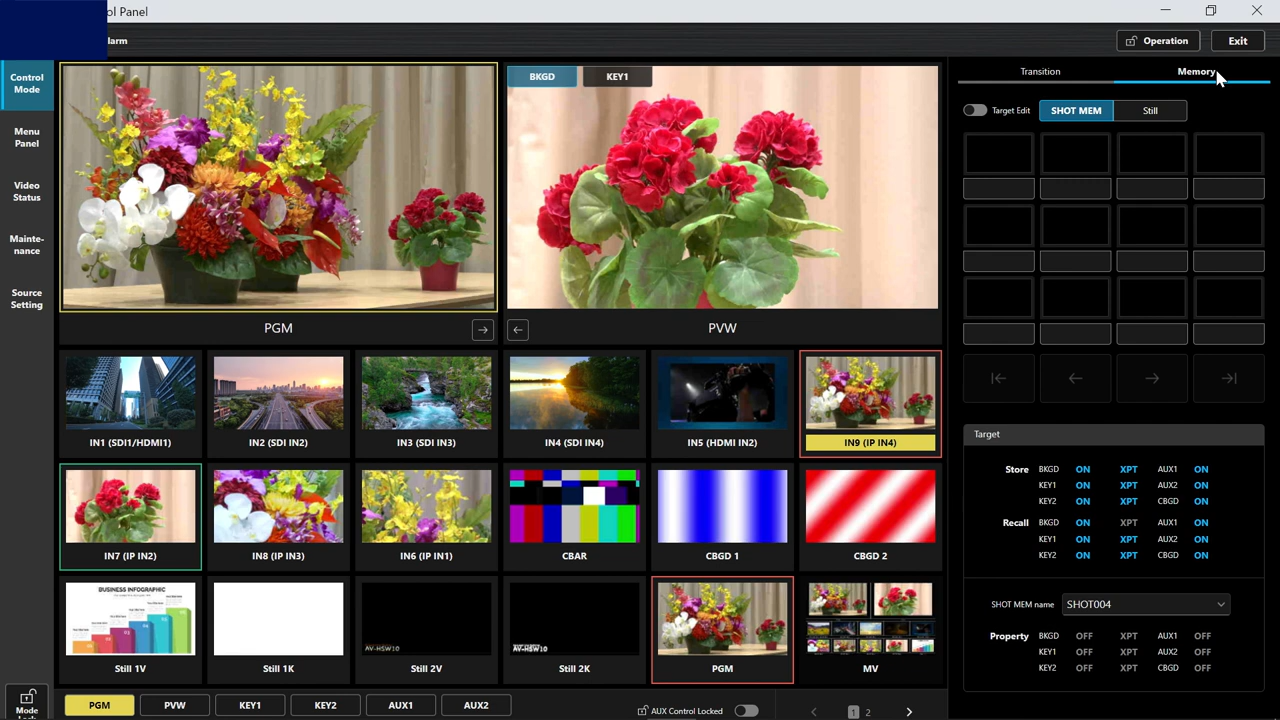 ol Panel
larm
Operation
Exit
Control
Mode
Menu
Panel
Video
Status
Mainte-
nance
Source
Setting
Mode
BKGD
KEY1
PGM
→
←
PVW
IN1 (SDI1/HDMI1)
IN2 (SDI IN2)
IN3 (SDI IN3)
IN4 (SDI IN4)
IN5 (HDMI IN2)
IN9 (IP IN4)
IN7 (IP IN2)
IN8 (IP IN3)
IN6 (IP IN1)
CBAR
CBGD 1
CBGD 2
BUSINESS INFOGRAPHIC
Still 1V
Still 1K
AV-HSW10
Still 2V
AV-HSW10
Still 2K
PGM
MV
PGM
PVW
KEY1
KEY2
AUX1
AUX2
AUX Control Locked
1 2
Transition
Memory
Target Edit
SHOT MEM
Still
Target
Store BKGD ON XPT AUX1 ON
KEY1 ON XPT AUX2 ON
KEY2 ON XPT CBGD ON
Recall BKGD ON XPT AUX1 ON
KEY1 ON XPT AUX2 ON
KEY2 ON XPT CBGD ON
SHOT MEM name SHOT004
Property BKGD OFF XPT AUX1 OFF
KEY1 OFF XPT AUX2 OFF
KEY2 OFF XPT CBGD OFF